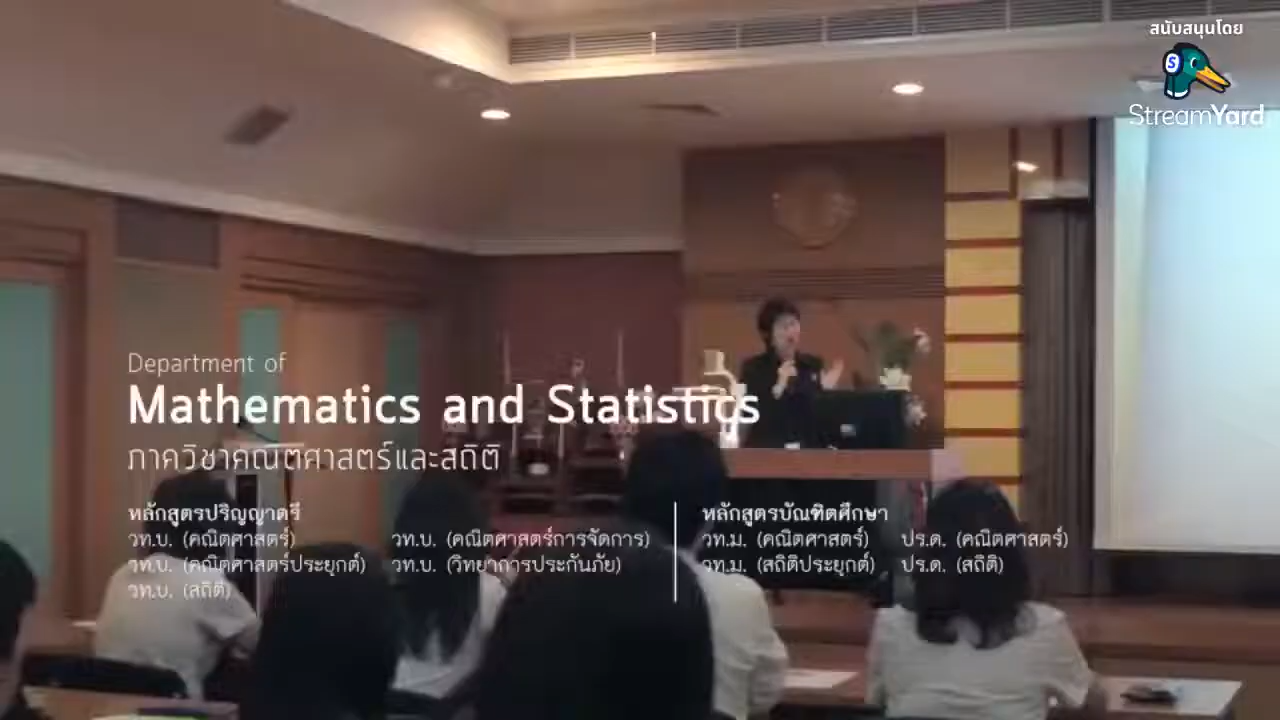 สนับสนุนโดย
S
StreamYard
Department of
Mathematics and Statistics
ภาควิชาคณิตศาสตร์และสถิติ
หลักสูตรปริญญาตรี
วท.บ. (คณิตศาสตร์)
วท.บ. (คณิตศาสตร์ประยุกต์)
วท.บ. (สถิติ)
วท.บ. (คณิตศาสตร์การจัดการ)
วท.บ. (วิทยาการประกันภัย)
หลักสูตรบัณฑิตศึกษา
วท.ม. (คณิตศาสตร์)
วท.ม. (สถิติประยุกต์)
ปร.ด. (คณิตศาสตร์)
ปร.ด. (สถิติ)